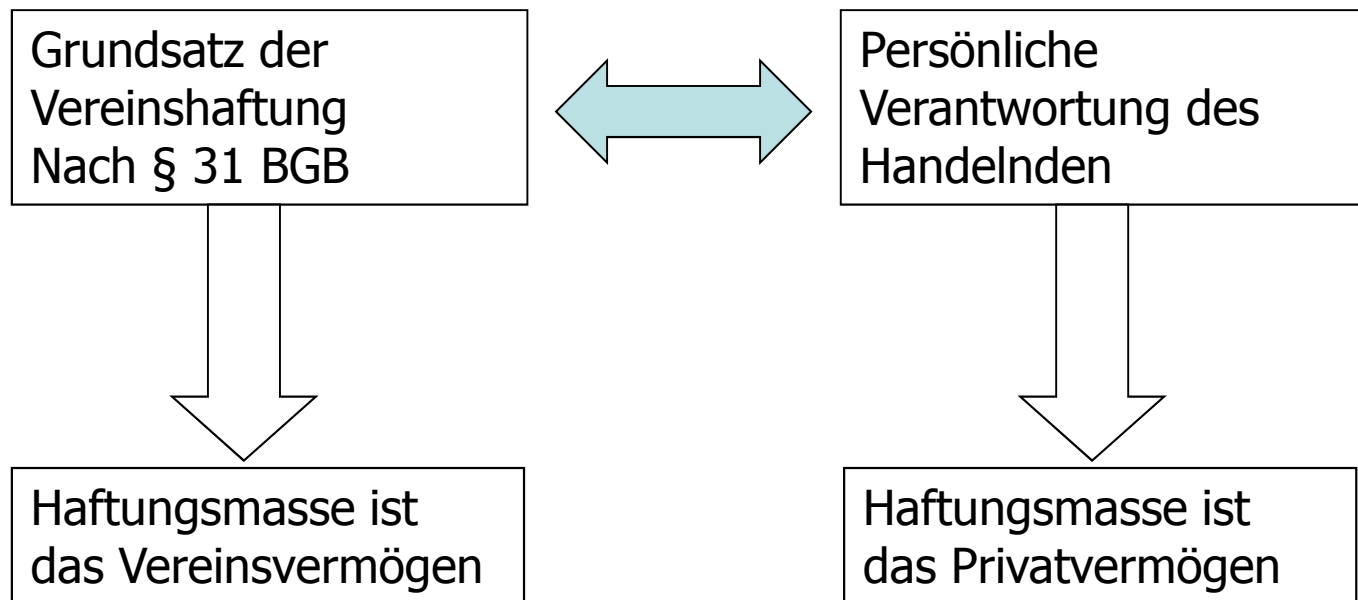 Grundsatz der
Vereinshaftung
Nach § 31 BGB
Persönliche
Verantwortung des
Handelnden
Haftungsmasse ist
das Vereinsvermögen
Haftungsmasse ist
das Privatvermögen